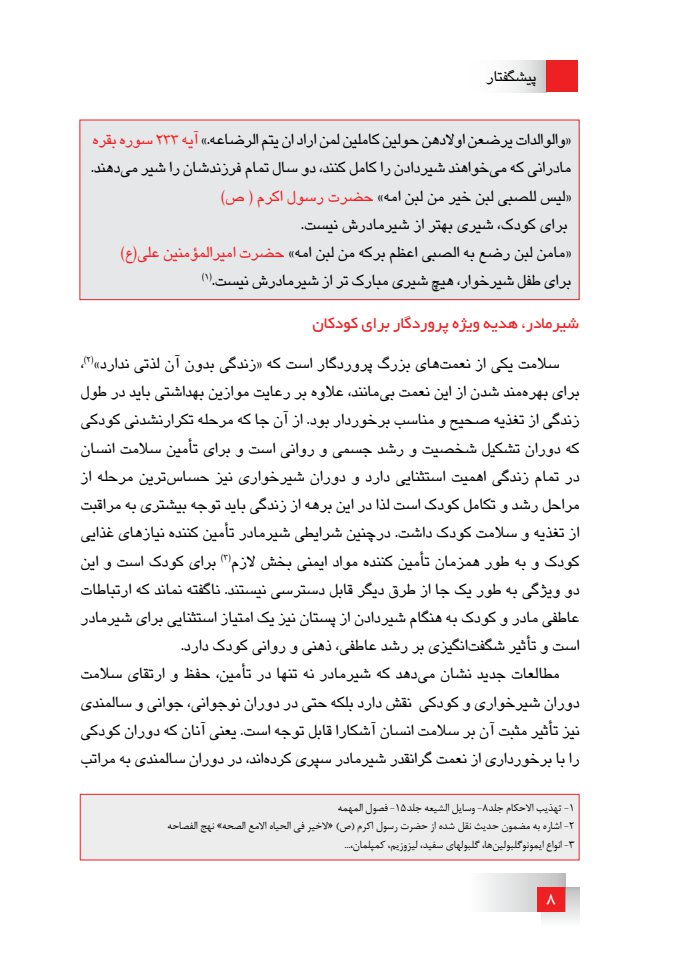 پیشگفتار
«والوالدات یرضعن اولادهن حولین کاملین لمن اراد ان یتم الرضاعه.» آیه ۲۳۳ سوره بقره
مادرانی که می‌خواهند شیردادن را کامل کنند، دو سال تمام فرزندشان را شیر می‌دهند.
«لیس للصبی لبن خیر من لبن امه» حضرت رسول اکرم ( ص)
برای کودک، شیری بهتر از شیرمادرش نیست.
«مامن لبن رضع به الصبی اعظم برکه من لبن امه» حضرت امیرالمؤمنین علی(ع)
برای طفل شیرخوار، هیچ شیری مبارک تر از شیرمادرش نیست.(۱)
شیرمادر، هدیه ویژه پروردگار برای کودکان
سلامت یکی از نعمت‌های بزرگ پروردگار است که «زندگی بدون آن لذتی ندارد»(۲)،
برای بهره‌مند شدن از این نعمت بی‌مانند، علاوه بر رعایت موازین بهداشتی باید در طول
زندگی از تغذیه صحیح و مناسب برخوردار بود. از آن جا که مرحله تکرارنشدنی کودکی
که دوران تشکیل شخصیت و رشد جسمی و روانی است و برای تأمین سلامت انسان
در تمام زندگی اهمیت استثنایی دارد و دوران شیرخواری نیز حساس‌ترین مرحله از
مراحل رشد و تکامل کودک است لذا در این برهه از زندگی باید توجه بیشتری به مراقبت
از تغذیه و سلامت کودک داشت. درچنین شرایطی شیرمادر تأمین کننده نیازهای غذایی
کودک و به طور همزمان تأمین کننده مواد ایمنی بخش لازم(۳) برای کودک است و این
دو ویژگی به طور یک جا از طرق دیگر قابل دسترسی نیستند. ناگفته نماند که ارتباطات
عاطفی مادر و کودک به هنگام شیردادن از پستان نیز یک امتیاز استثنایی برای شیرمادر
است و تأثیر شگفت‌انگیزی بر رشد عاطفی، ذهنی و روانی کودک دارد.
مطالعات جدید نشان می‌دهد که شیرمادر نه تنها در تأمین، حفظ و ارتقای سلامت
دوران شیرخواری و کودکی نقش دارد بلکه حتی در دوران نوجوانی، جوانی و سالمندی
نیز تأثیر مثبت آن بر سلامت انسان آشکارا قابل توجه است. یعنی آنان که دوران کودکی
را با برخورداری از نعمت گرانقدر شیرمادر سپری کرده‌اند، در دوران سالمندی به مراتب
۱- تهذیب الاحکام جلد۸- وسایل الشیعه جلد۱۵- فصول المهمه
۲- اشاره به مضمون حدیث نقل شده از حضرت رسول اکرم (ص) «لاخیر فی الحیاه الامع الصحه» نهج الفصاحه
۳- انواع ایمونوگلبولین‌ها، گلبولهای سفید، لیزوزیم، کمپلمان،...
۸